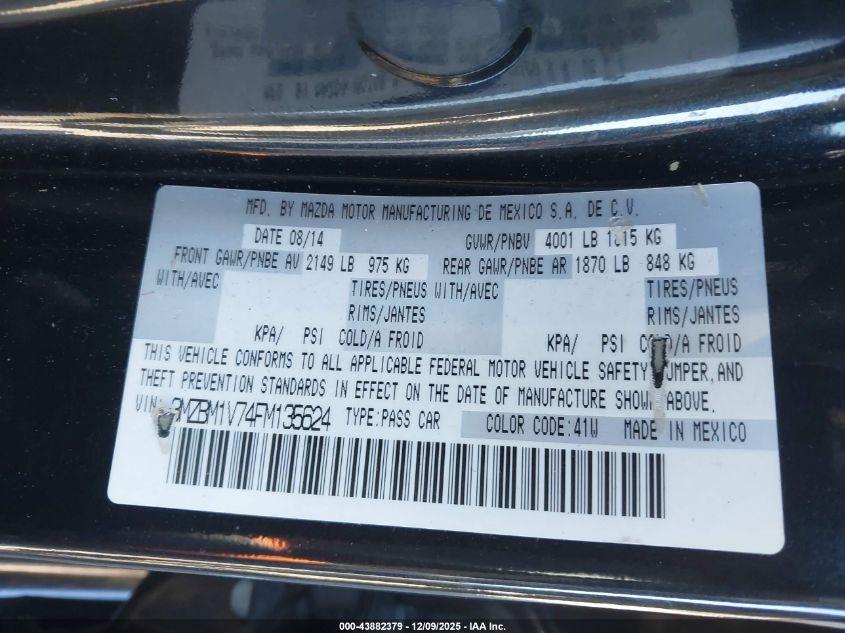 MFD. BY MAZDA MOTOR MANUFACTURING DE MEXICO S.A. DE C.V.
DATE 08/14 GVWR/PNBV 4001 LB 1815 KG
FRONT GAWR/PNBE AV 2149 LB 975 KG REAR GAWR/PNBE AR 1870 LB 848 KG
WITH/AVEC TIRES/PNEUS WITH/AVEC TIRES/PNEUS
RIMS/JANTES RIMS/JANTES
KPA/ PSI COLD/A FROID KPA/ PSI COLD/A FROID
THIS VEHICLE CONFORMS TO ALL APPLICABLE FEDERAL MOTOR VEHICLE SAFETY, BUMPER, AND
THEFT PREVENTION STANDARDS IN EFFECT ON THE DATE OF MANUFACTURE SHOWN ABOVE.
VIN: 3MZBM1V74FM135624 TYPE:PASS CAR COLOR CODE:41W MADE IN MEXICO
000-43882379 | 12/09/2025 - IAA Inc.